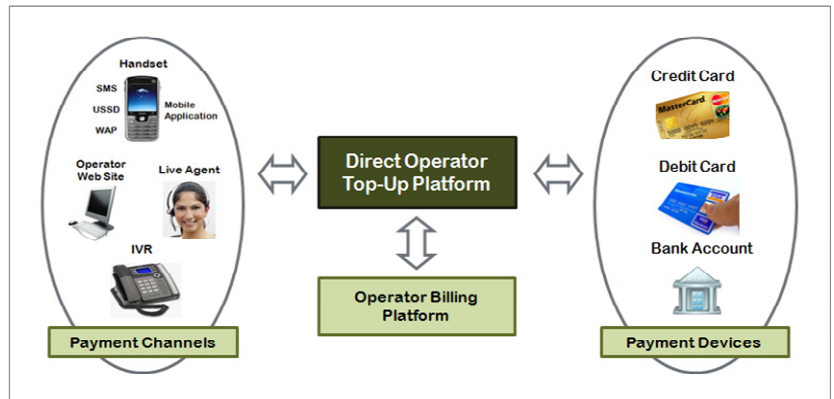 Handset
SMS
USSD
WAP
Mobile
Application
Operator
Web Site
Live Agent
IVR
Payment Channels
Direct Operator
Top-Up Platform
Operator Billing
Platform
Credit Card
MasterCard
Debit Card
Bank Account
Payment Devices